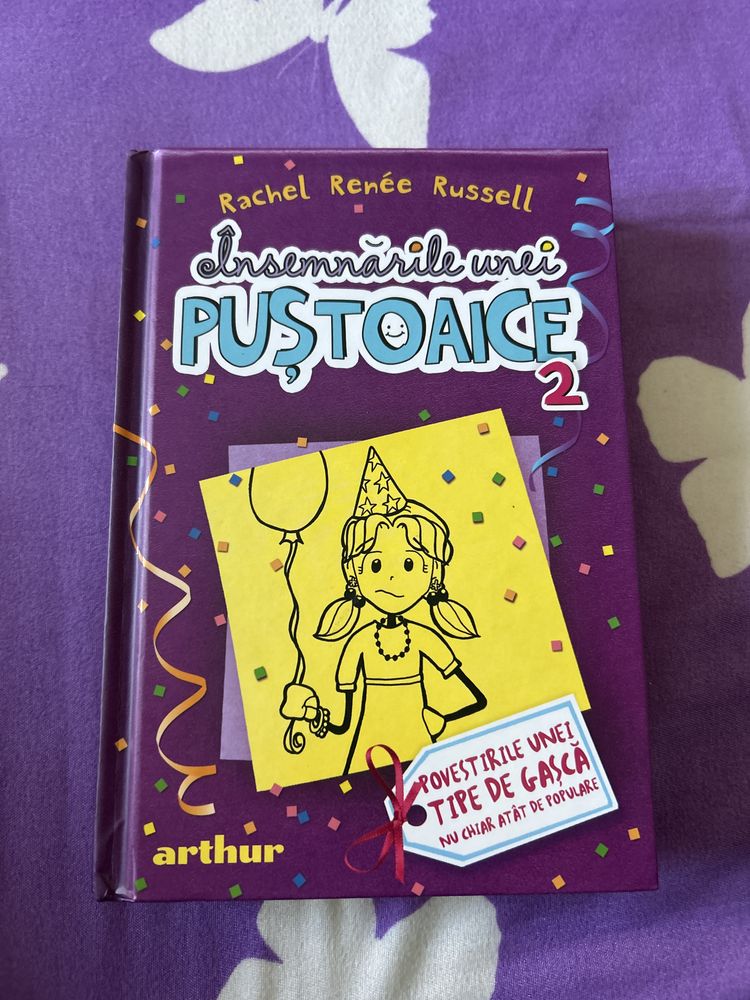 Rachel Renée Russell
Însemnările unei
PUȘTOAICE
2
POVESTIRILE UNEI
TIPE DE GAȘCĂ
NU CHIAR ATÂT DE POPULARE
arthur